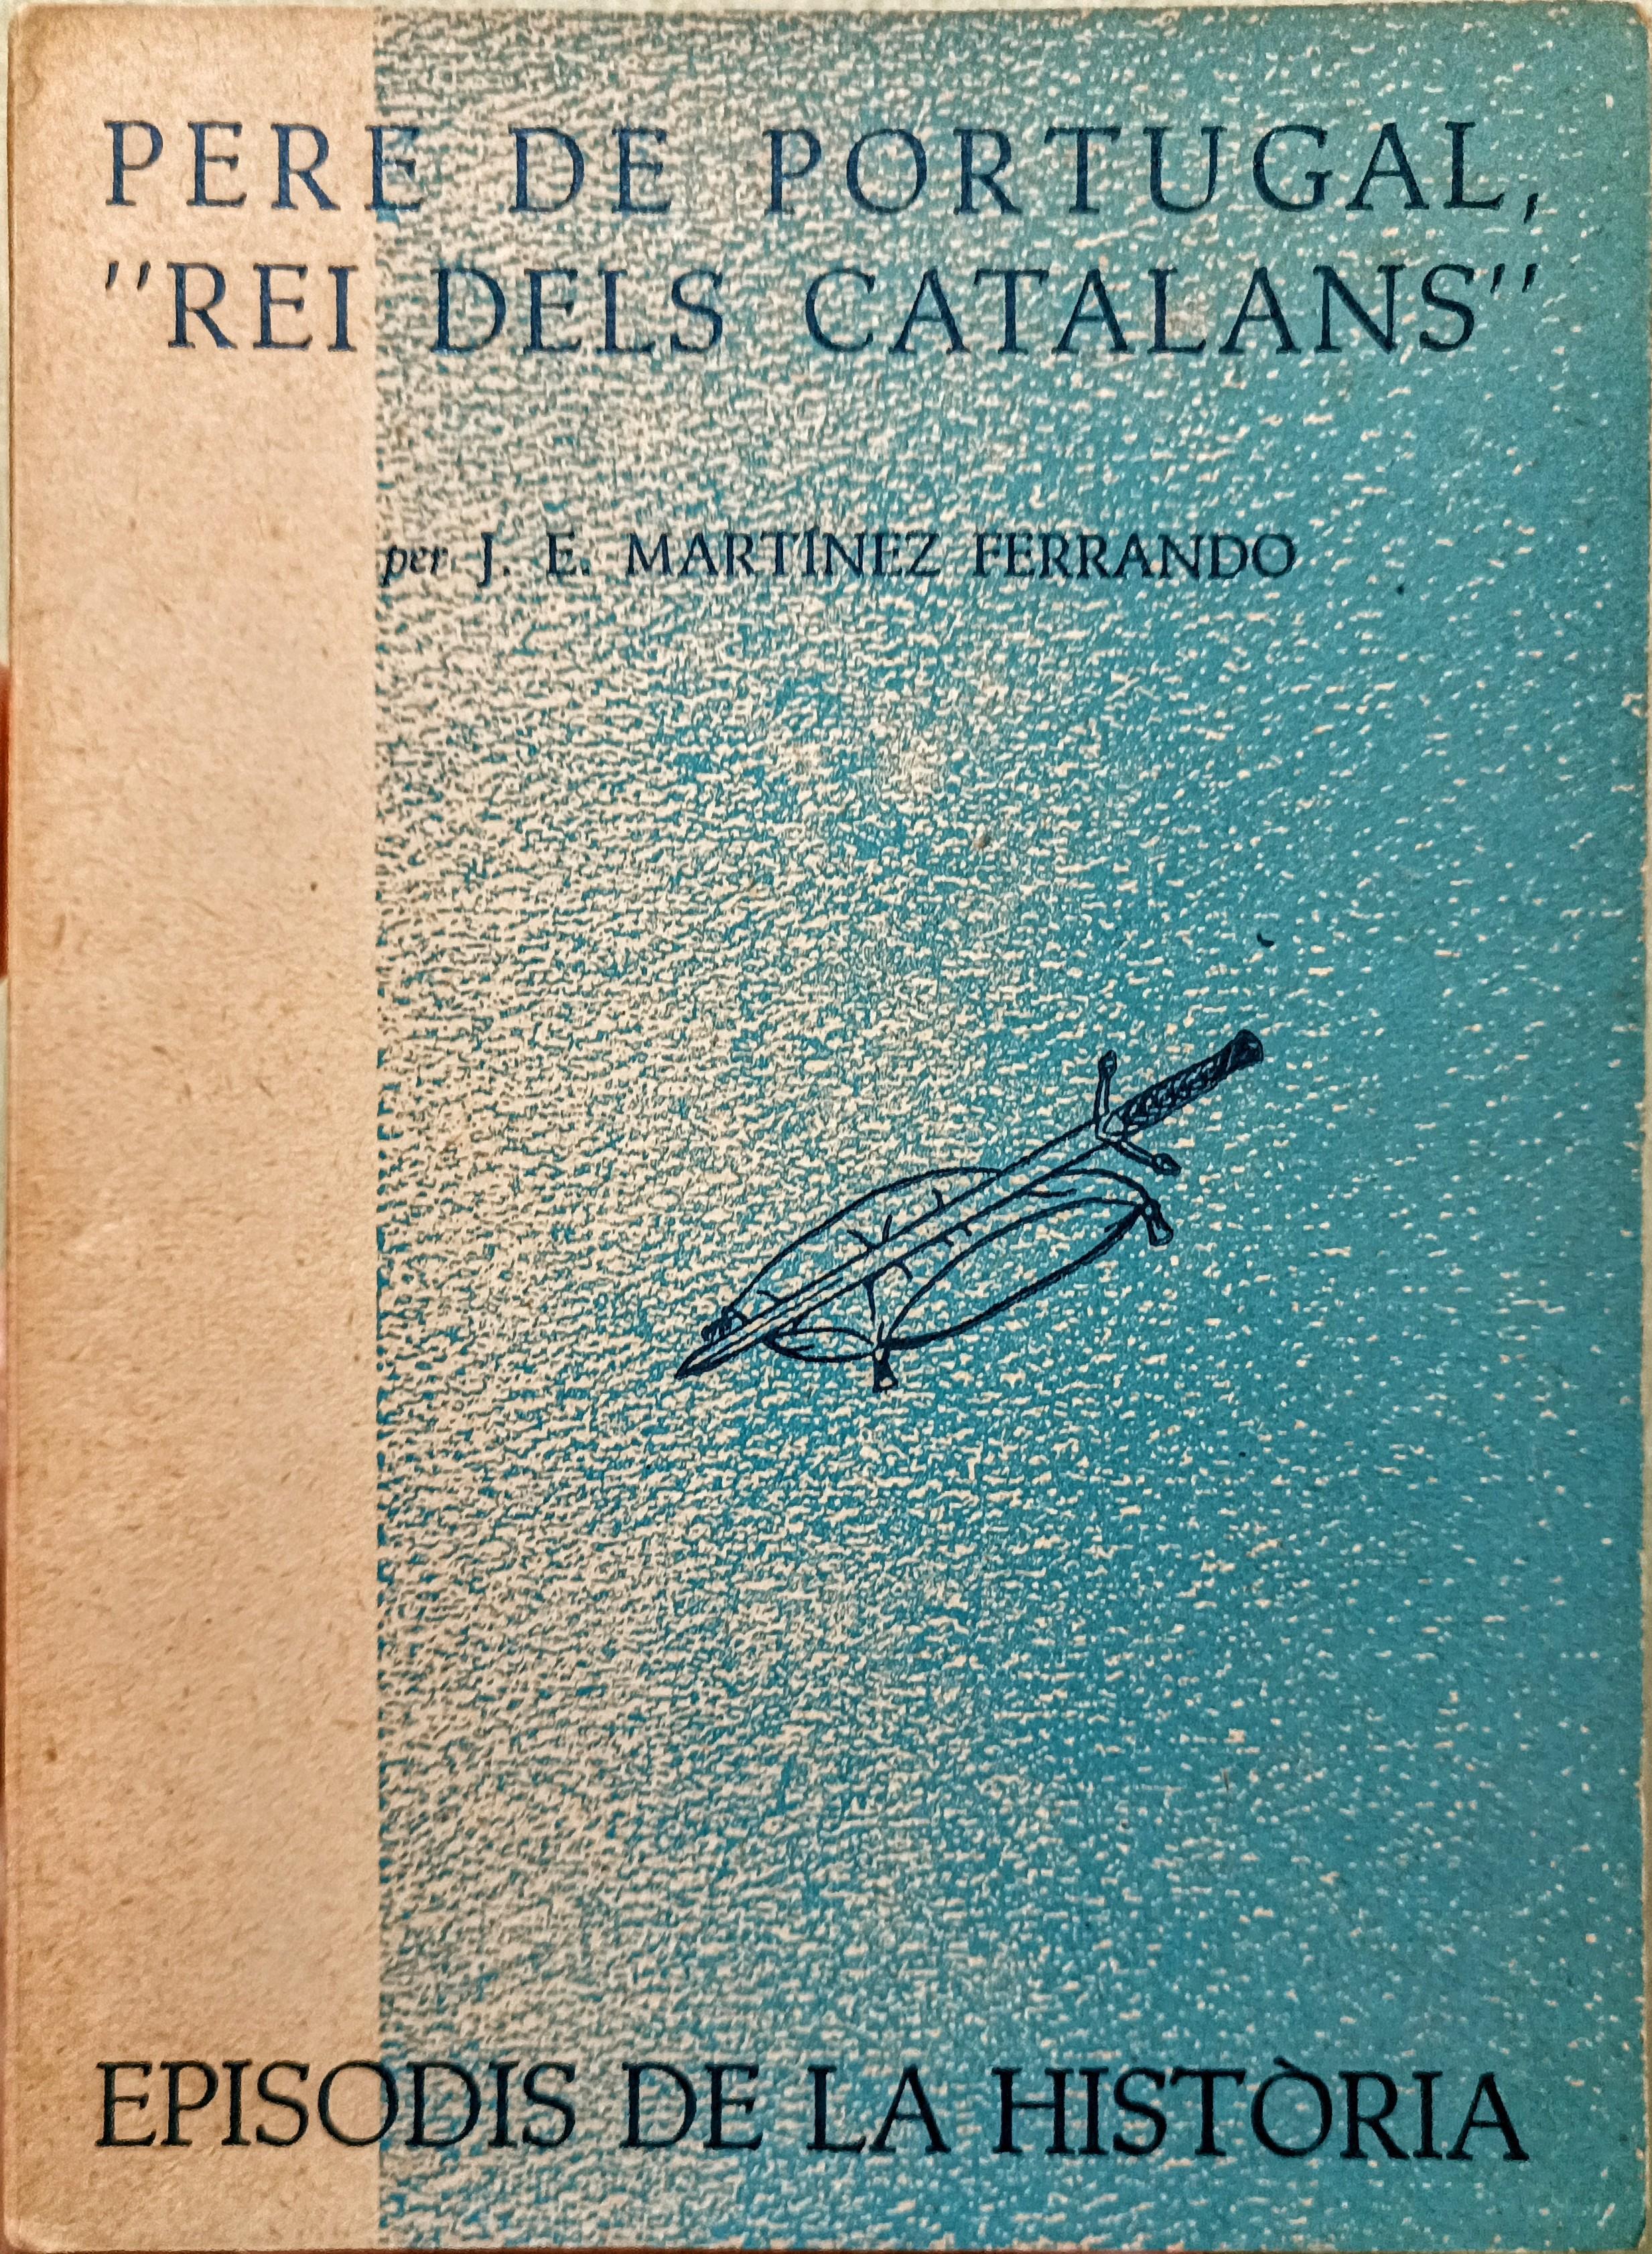 PERE DE PORTUGAL,
"REI DELS CATALANS"
per J. E. MARTÍNEZ FERRANDO
EPISODIS DE LA HISTÒRIA